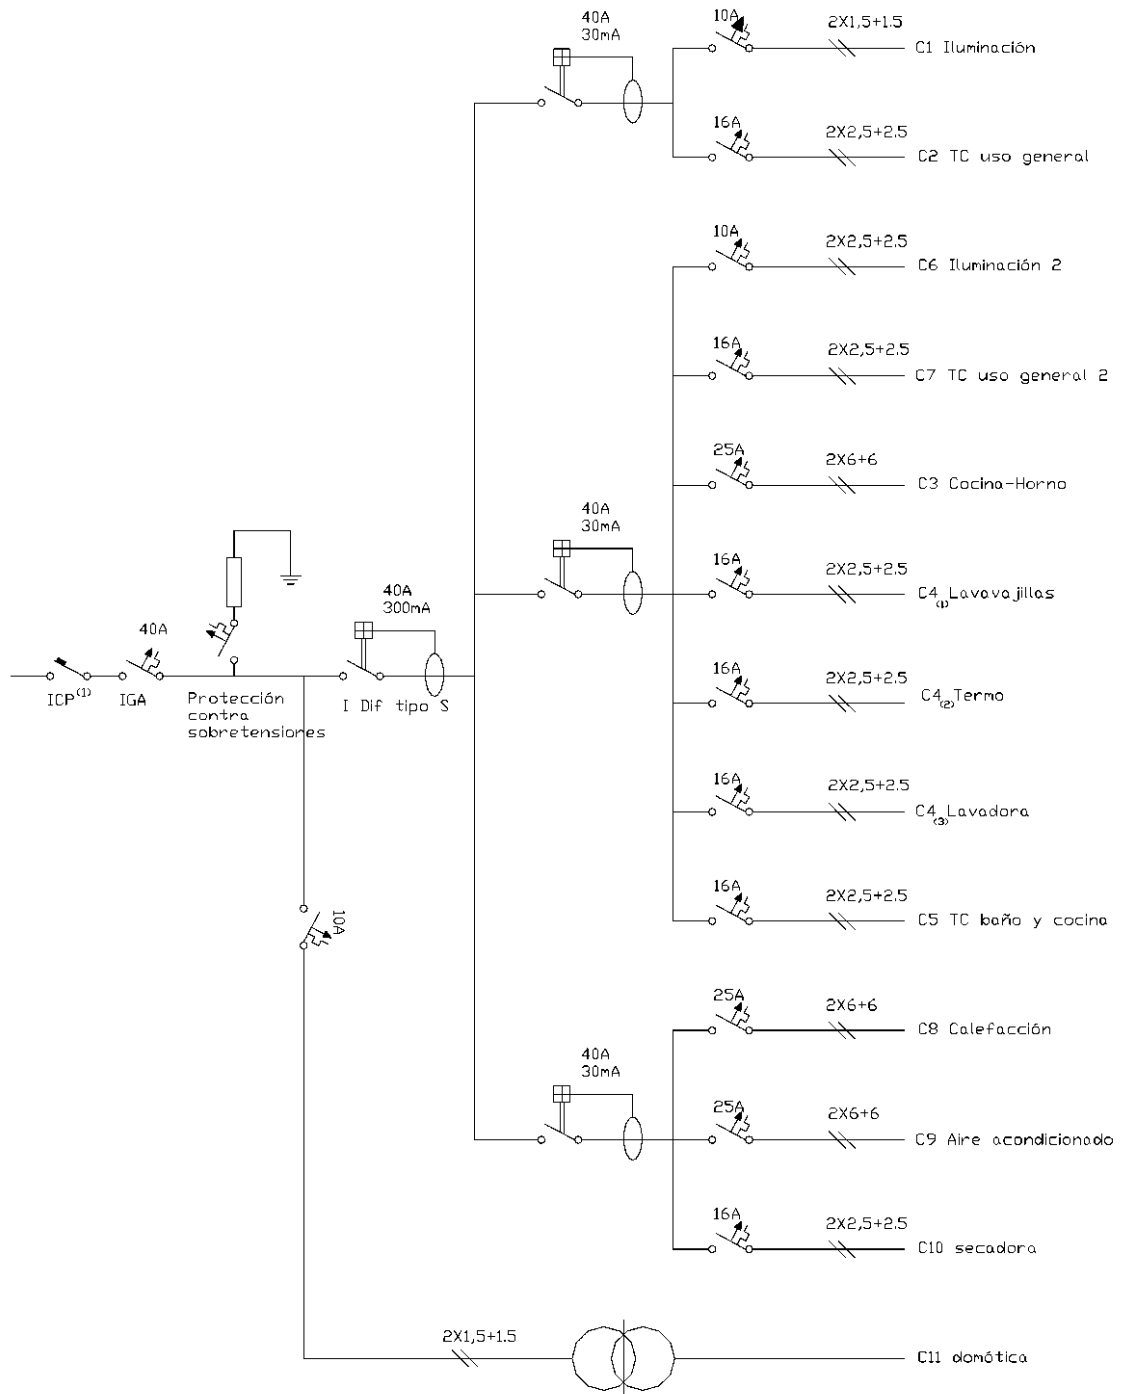 40A
30mA
10A
2X1,5+1.5
C1 Iluminación
16A
2X2,5+2.5
C2 TC uso general
10A
2X2,5+2.5
C6 Iluminación 2
16A
2X2,5+2.5
C7 TC uso general 2
25A
2X6+6
C3 Cocina-Horno
40A
30mA
16A
2X2,5+2.5
C4(1)Lavavajillas
40A
40A
300mA
ICP(1)
IGA
Protección
contra
sobretensiones
I Dif tipo S
16A
2X2,5+2.5
C4(2)Termo
16A
2X2,5+2.5
C4(3)Lavadora
10A
16A
2X2,5+2.5
C5 TC baño y cocina
25A
2X6+6
C8 Calefacción
40A
30mA
25A
2X6+6
C9 Aire acondicionado
16A
2X2,5+2.5
C10 secadora
2X1,5+1.5
C11 domótica